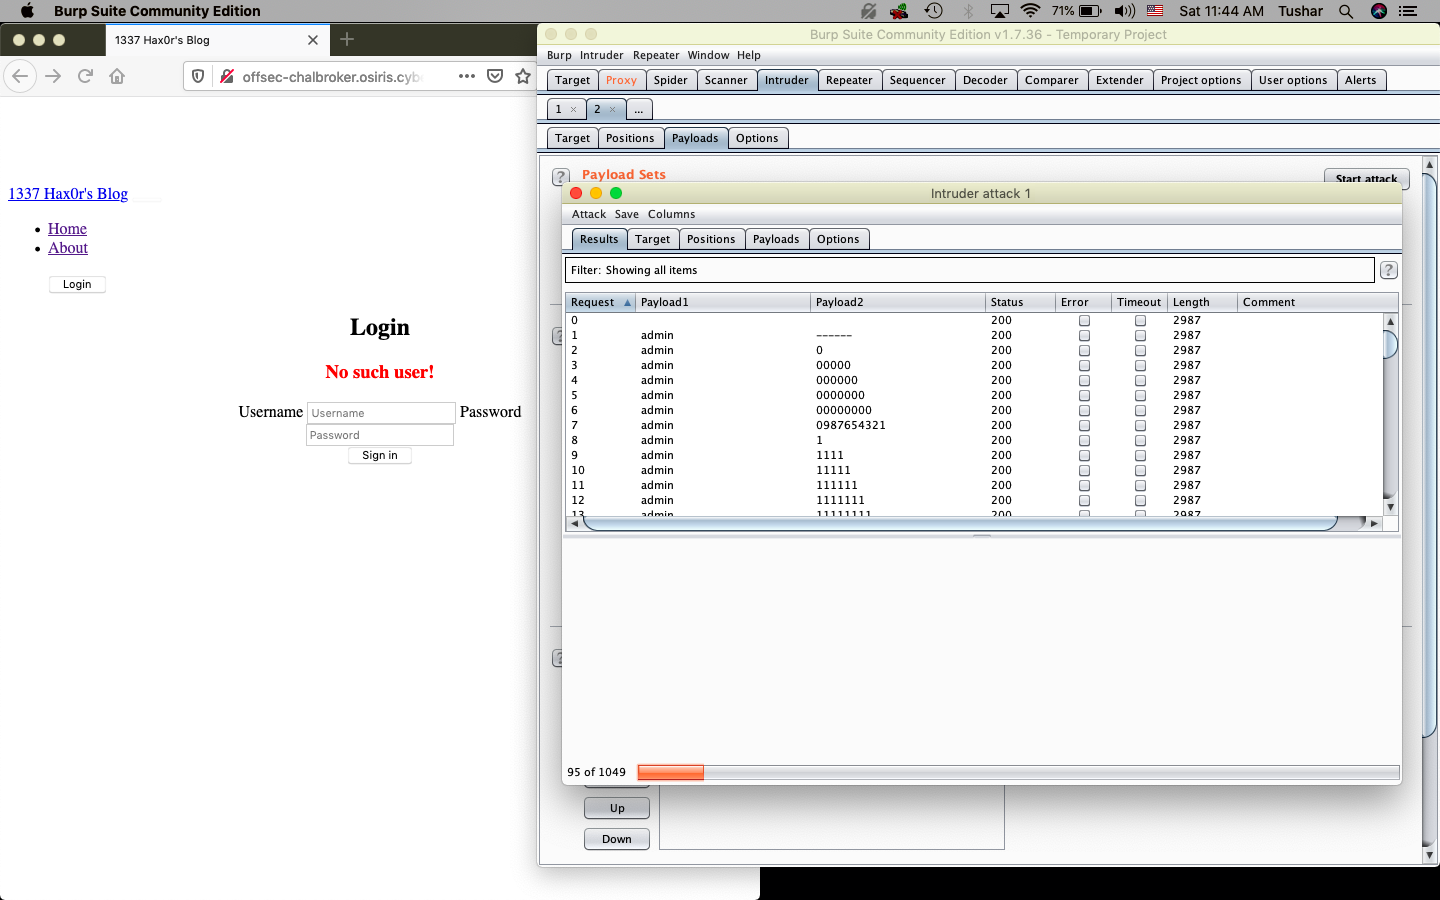 Burp Suite Community Edition
71%
Sat 11:44 AM Tushar
1337 Hax0r's Blog
offsec-chalbroker.osiris.cybe
1337 Hax0r's Blog
Home
About
Login
Login
No such user!
Username Username Password
Password
Sign in
Burp Suite Community Edition v1.7.36 - Temporary Project
Burp Intruder Repeater Window Help
Target Proxy Spider Scanner Intruder Repeater Sequencer Decoder Comparer Extender Project options User options Alerts
1 × 2 × ...
Target Positions Payloads Options
? Payload Sets
Start attack
Intruder attack 1
Attack Save Columns
Results Target Positions Payloads Options
Filter: Showing all items ?
Request Payload1 Payload2 Status Error Timeout Length Comment
0 200 2987
1 admin ------ 200 2987
2 admin 0 200 2987
3 admin 00000 200 2987
4 admin 000000 200 2987
5 admin 0000000 200 2987
6 admin 00000000 200 2987
7 admin 0987654321 200 2987
8 admin 1 200 2987
9 admin 1111 200 2987
10 admin 11111 200 2987
11 admin 111111 200 2987
12 admin 1111111 200 2987
13 admin 11111111 200 2987
95 of 1049
Up
Down